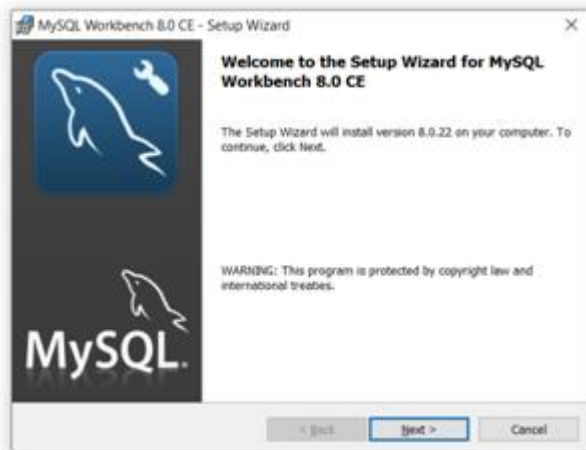 MySQL Workbench 8.0 CE - Setup Wizard
Welcome to the Setup Wizard for MySQL
Workbench 8.0 CE
The Setup Wizard will install version 8.0.22 on your computer. To
continue, click Next.
WARNING: This program is protected by copyright law and
international treaties.
MySQL.
< Back Next > Cancel